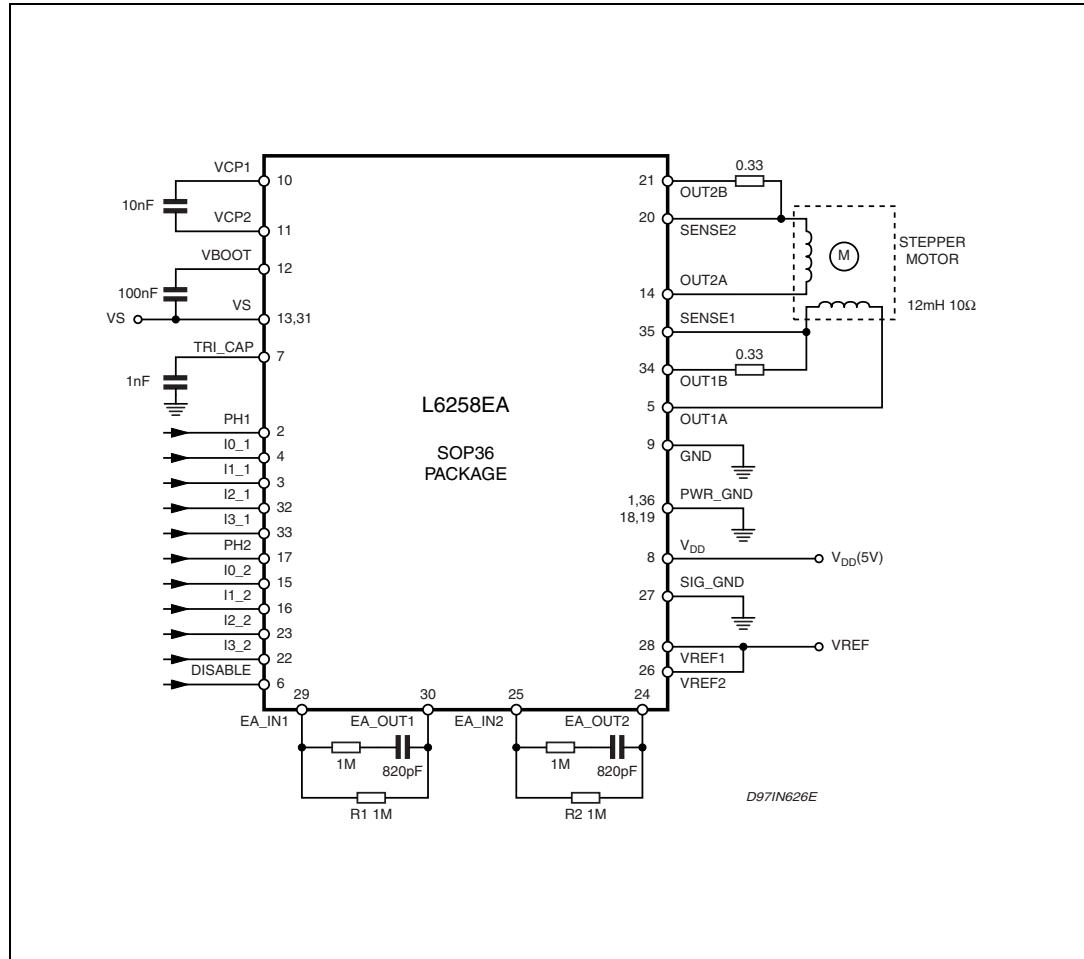 VCP1
10
10nF
VCP2
11
VBOOT
12
100nF
VS
VS
13,31
TRI_CAP
7
1nF
PH1
2
I0_1
4
I1_1
3
I2_1
32
I3_1
33
PH2
17
I0_2
15
I1_2
16
I2_2
23
I3_2
22
DISABLE
6
L6258EA
SOP36
PACKAGE
21
OUT2B
0.33
20
SENSE2
M
STEPPER
MOTOR
14
OUT2A
12mH 10Ω
35
SENSE1
34
OUT1B
0.33
5
OUT1A
9
GND
1,36
18,19
PWR_GND
8
VDD
VDD(5V)
27
SIG_GND
28
VREF1
VREF
26
VREF2
29
30
25
24
EA_IN1
EA_OUT1
EA_IN2
EA_OUT2
1M
820pF
1M
820pF
R1 1M
R2 1M
D97IN626E